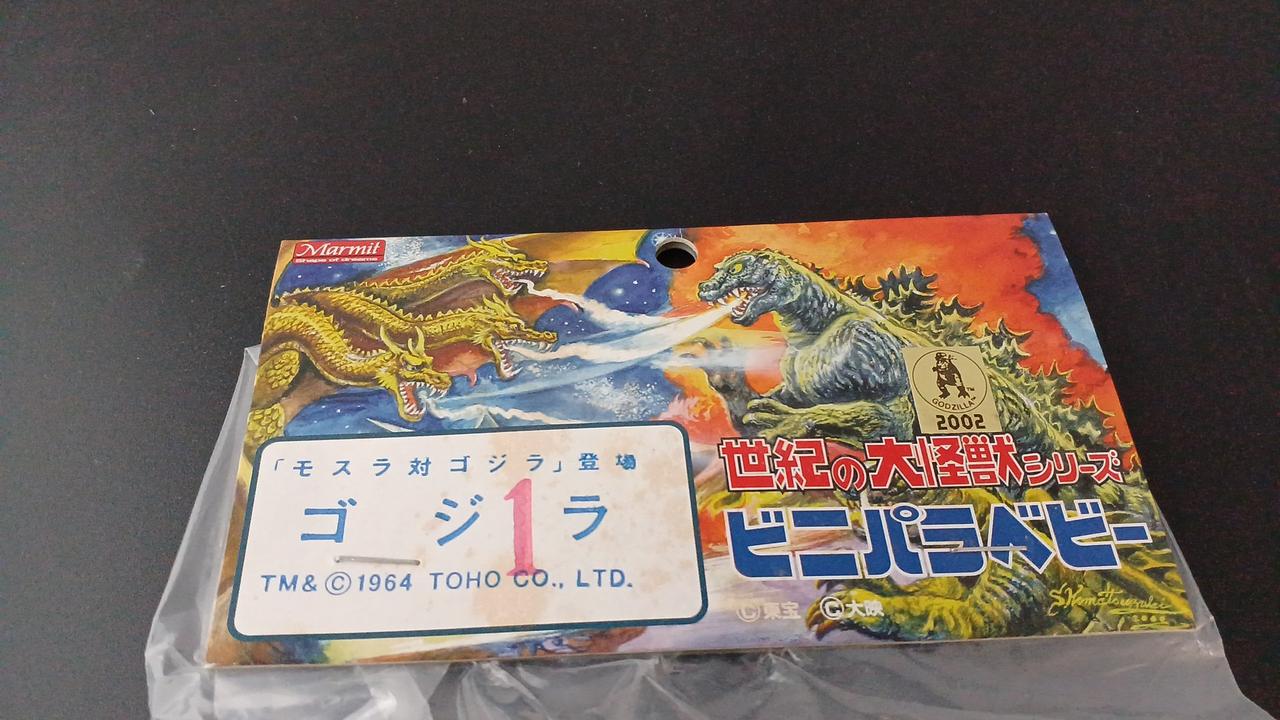 Marmit
Shape of dreams
「モスラ対ゴジラ」登場
ゴジラ
1
TM&©1964 TOHO CO., LTD.
GODZILLA
2002
世紀の大怪獣シリーズ
ビニパラベビー
©東宝 ©大映